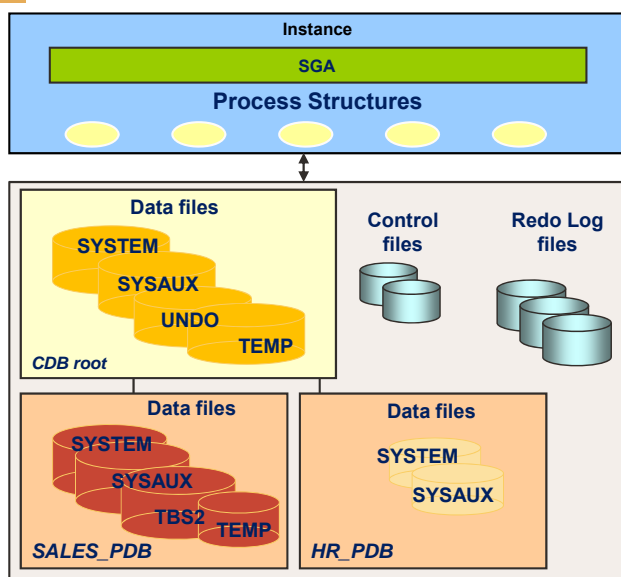 Instance
SGA
Process Structures
Data files
SYSTEM
SYSAUX
UNDO
TEMP
CDB root
Control
files
Redo Log
files
Data files
SYSTEM
SYSAUX
TBS2
TEMP
SALES_PDB
Data files
SYSTEM
SYSAUX
HR_PDB